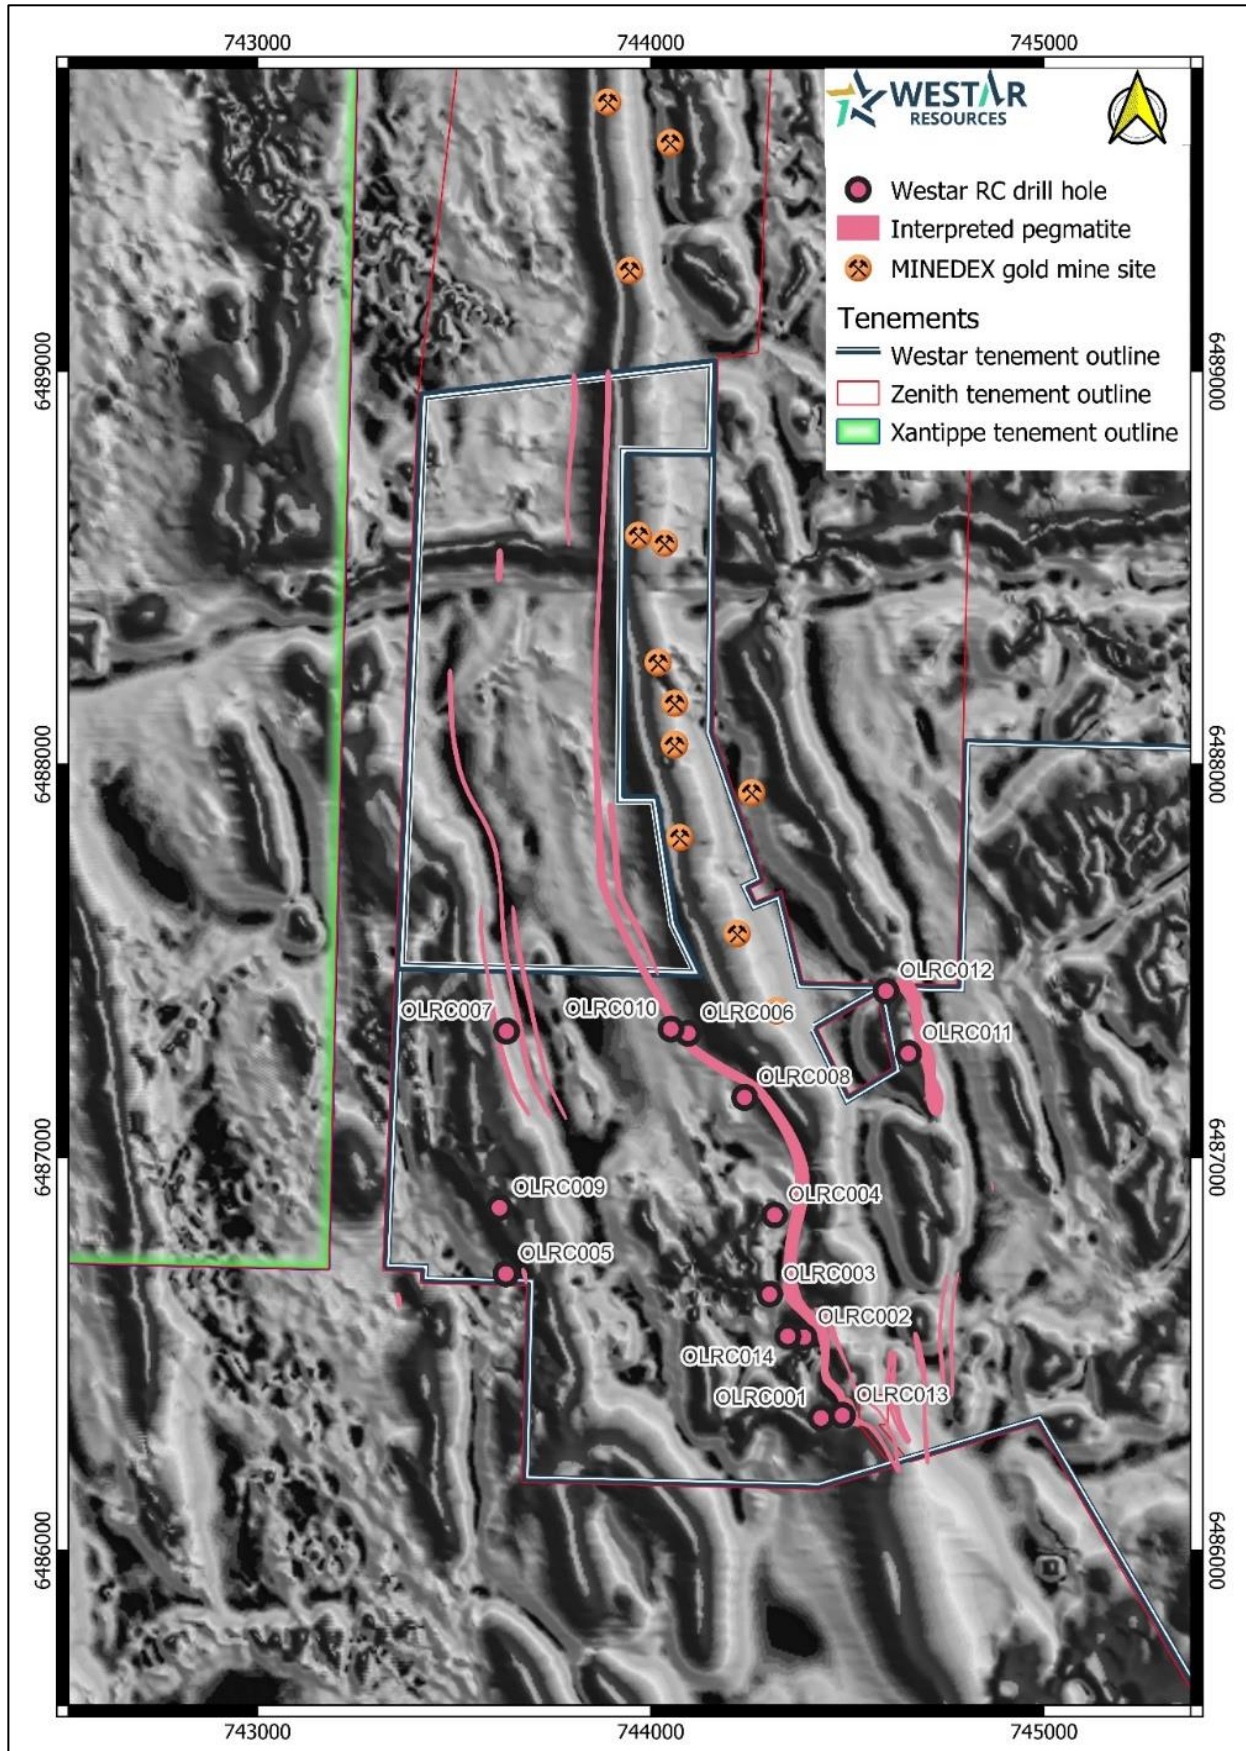 743000
744000
745000
WESTAR
RESOURCES
Westar RC drill hole
Interpreted pegmatite
MINEDEX gold mine site
Tenements
Westar tenement outline
Zenith tenement outline
Xantippe tenement outline
6489000
6489000
6488000
6488000
OLRC012
OLRC007
OLRC010
OLRC006
OLRC011
OLRC008
6487000
6487000
OLRC009
OLRC004
OLRC005
OLRC003
OLRC002
OLRC014
OLRC001
OLRC013
6486000
6486000
743000
744000
745000